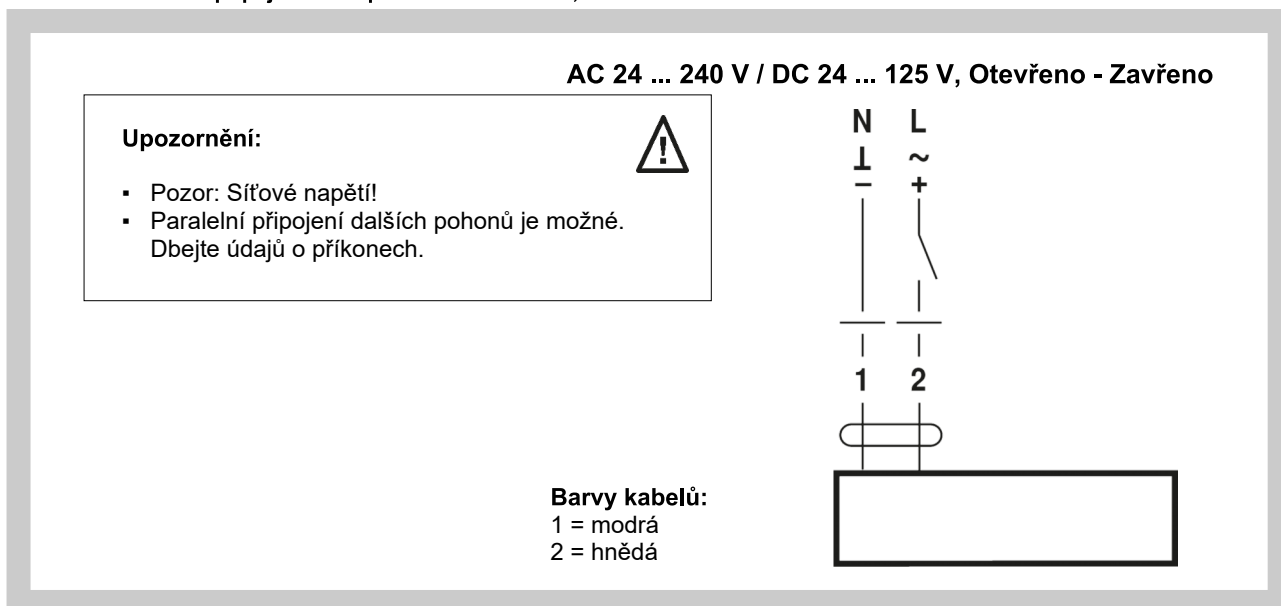 AC 24 ... 240 V / DC 24 ... 125 V, Otevřeno - Zavřeno
Upozornění:
▪ Pozor: Síťové napětí!
▪ Paralelní připojení dalších pohonů je možné.
Dbejte údajů o příkonech.
N L
⊥ ~
− +
1 2
Barvy kabelů:
1 = modrá
2 = hnědá